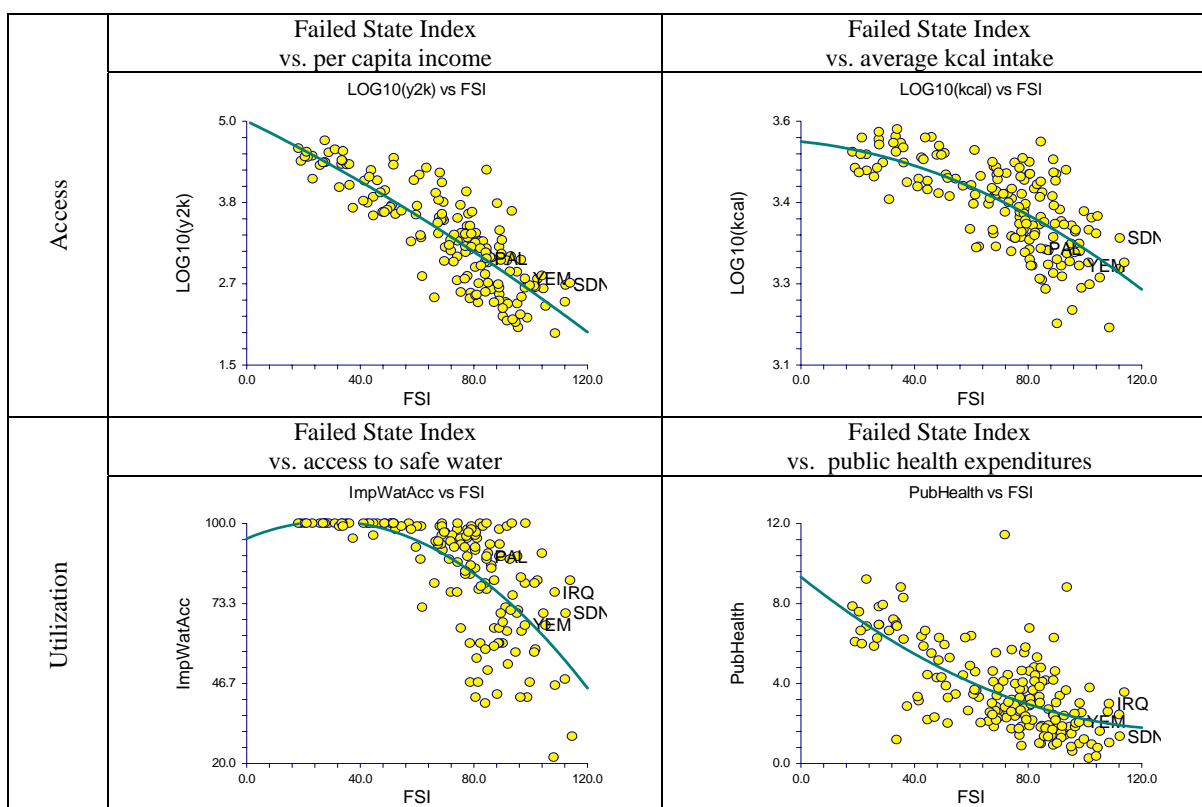 Failed State Index
vs. per capita income
Failed State Index
vs. average kcal intake
Access
LOG10(y2k) vs FSI
LOG10(y2k)
5.0
3.8
2.7
1.5
PAL
YEM
SDN
0.0
40.0
80.0
120.0
FSI
LOG10(kcal) vs FSI
LOG10(kcal)
3.6
3.4
3.3
3.1
PAL
YEM
SDN
0.0
40.0
80.0
120.0
FSI
Failed State Index
vs. access to safe water
Failed State Index
vs. public health expenditures
Utilization
ImpWatAcc vs FSI
ImpWatAcc
100.0
73.3
46.7
20.0
PAL
IRQ
SDN
YEM
0.0
40.0
80.0
120.0
FSI
PubHealth vs FSI
PubHealth
12.0
8.0
4.0
0.0
IRQ
YEM
SDN
0.0
40.0
80.0
120.0
FSI